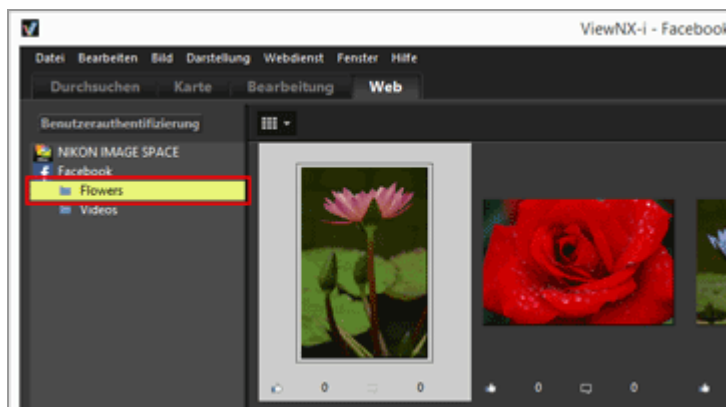 ViewNX-i - Facebook
Datei Bearbeiten Bild Darstellung Webdienst Fenster Hilfe
Durchsuchen Karte Bearbeitung Web
Benutzerauthentifizierung
NIKON IMAGE SPACE
Facebook
Flowers
Videos
0 0 0 0